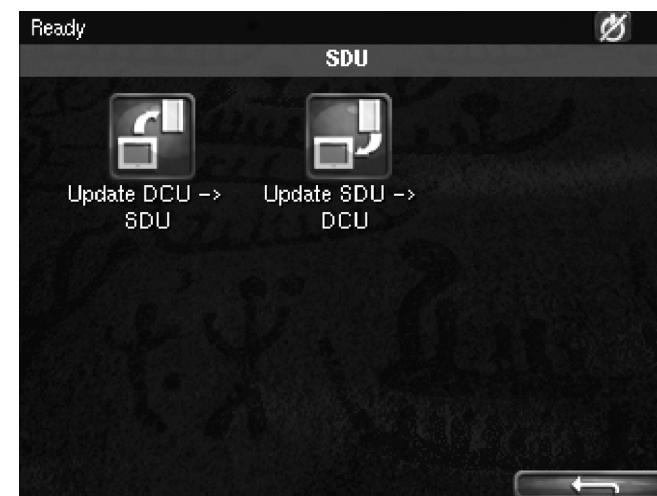 Ready
SDU
Update DCU –>
SDU
Update SDU –>
DCU